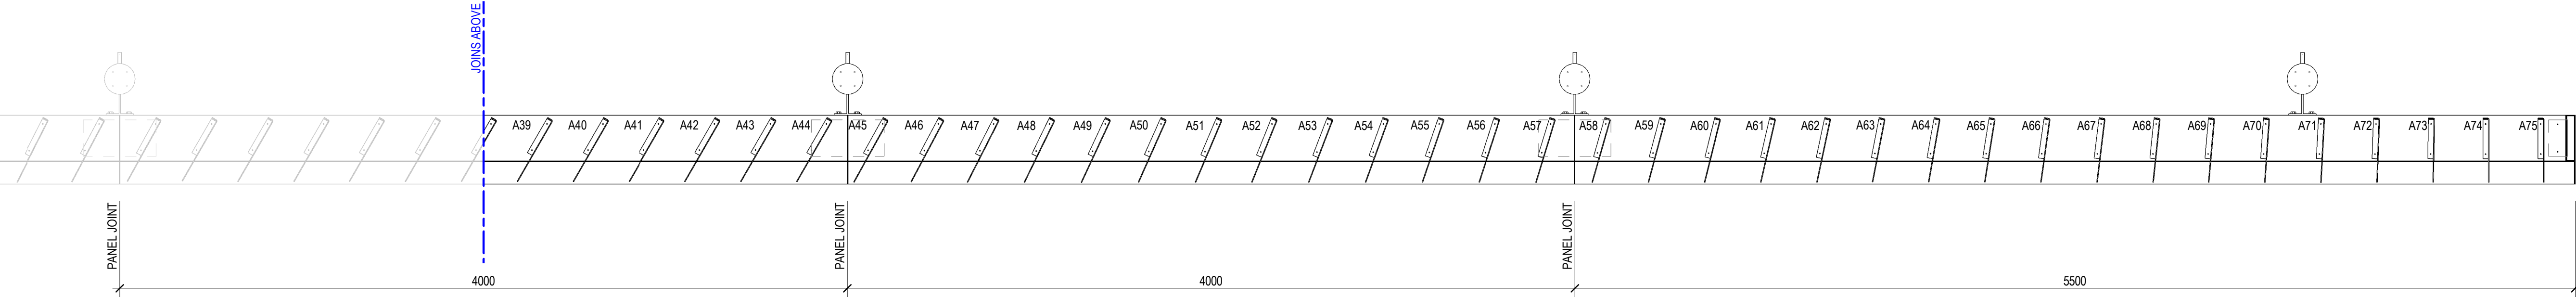 JOINS ABOVE
A39 A40 A41 A42 A43 A44 A45 A46 A47 A48 A49 A50 A51 A52 A53 A54 A55 A56 A57 A58 A59 A60 A61 A62 A63 A64 A65 A66 A67 A68 A69 A70 A71 A72 A73 A74 A75
PANEL JOINT
PANEL JOINT
PANEL JOINT
4000 4000 5500